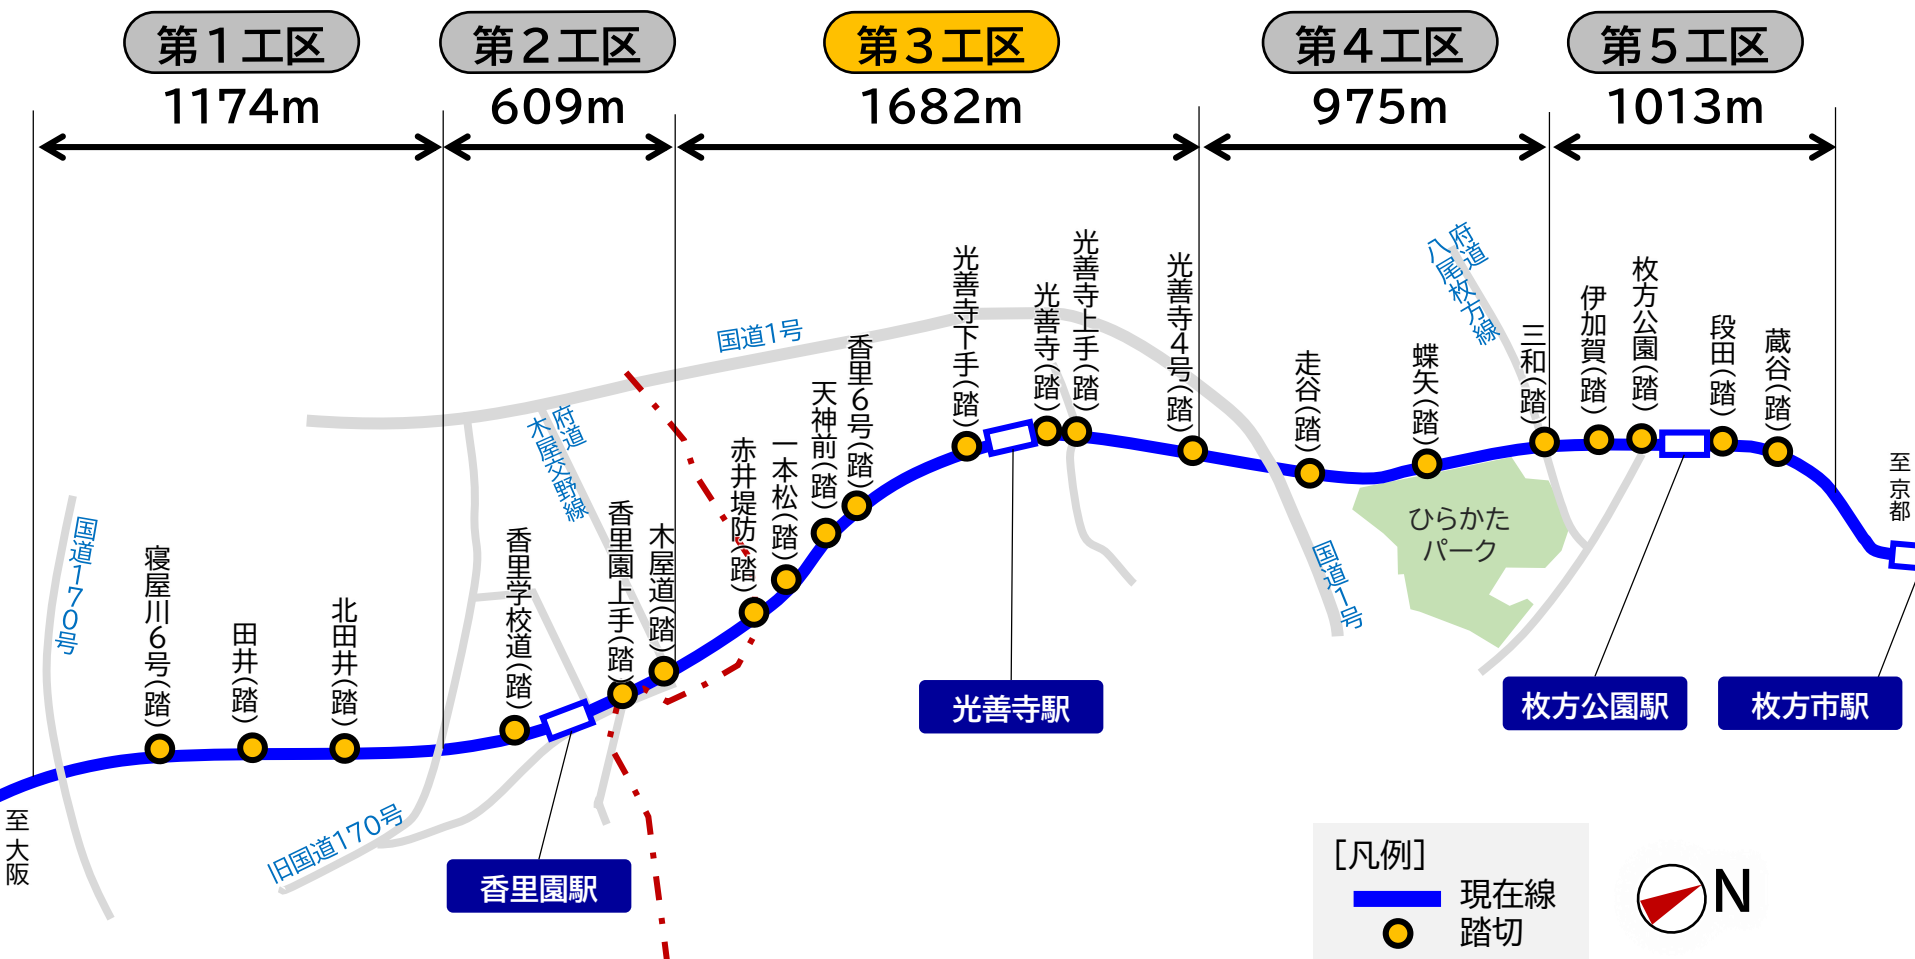 第1工区
第2工区
第3工区
第4工区
第5工区
1174m
609m
1682m
975m
1013m
国道170号
寝屋川6号(踏)
田井(踏)
北田井(踏)
旧国道170号
香里学校道(踏)
府道
木屋交野線
香里園上手(踏)
木屋道(踏)
国道1号
赤井堤防(踏)
一本松(踏)
天神前(踏)
香里6号(踏)
光善寺下手(踏)
光善寺(踏)
光善寺上手(踏)
光善寺4号(踏)
走谷(踏)
国道1号
蝶矢(踏)
府道
八尾枚方線
三和(踏)
伊加賀(踏)
枚方公園(踏)
段田(踏)
蔵谷(踏)
ひらかた
パーク
至 京都
至 大阪
香里園駅
光善寺駅
枚方公園駅
枚方市駅
[凡例]
現在線
踏切
N